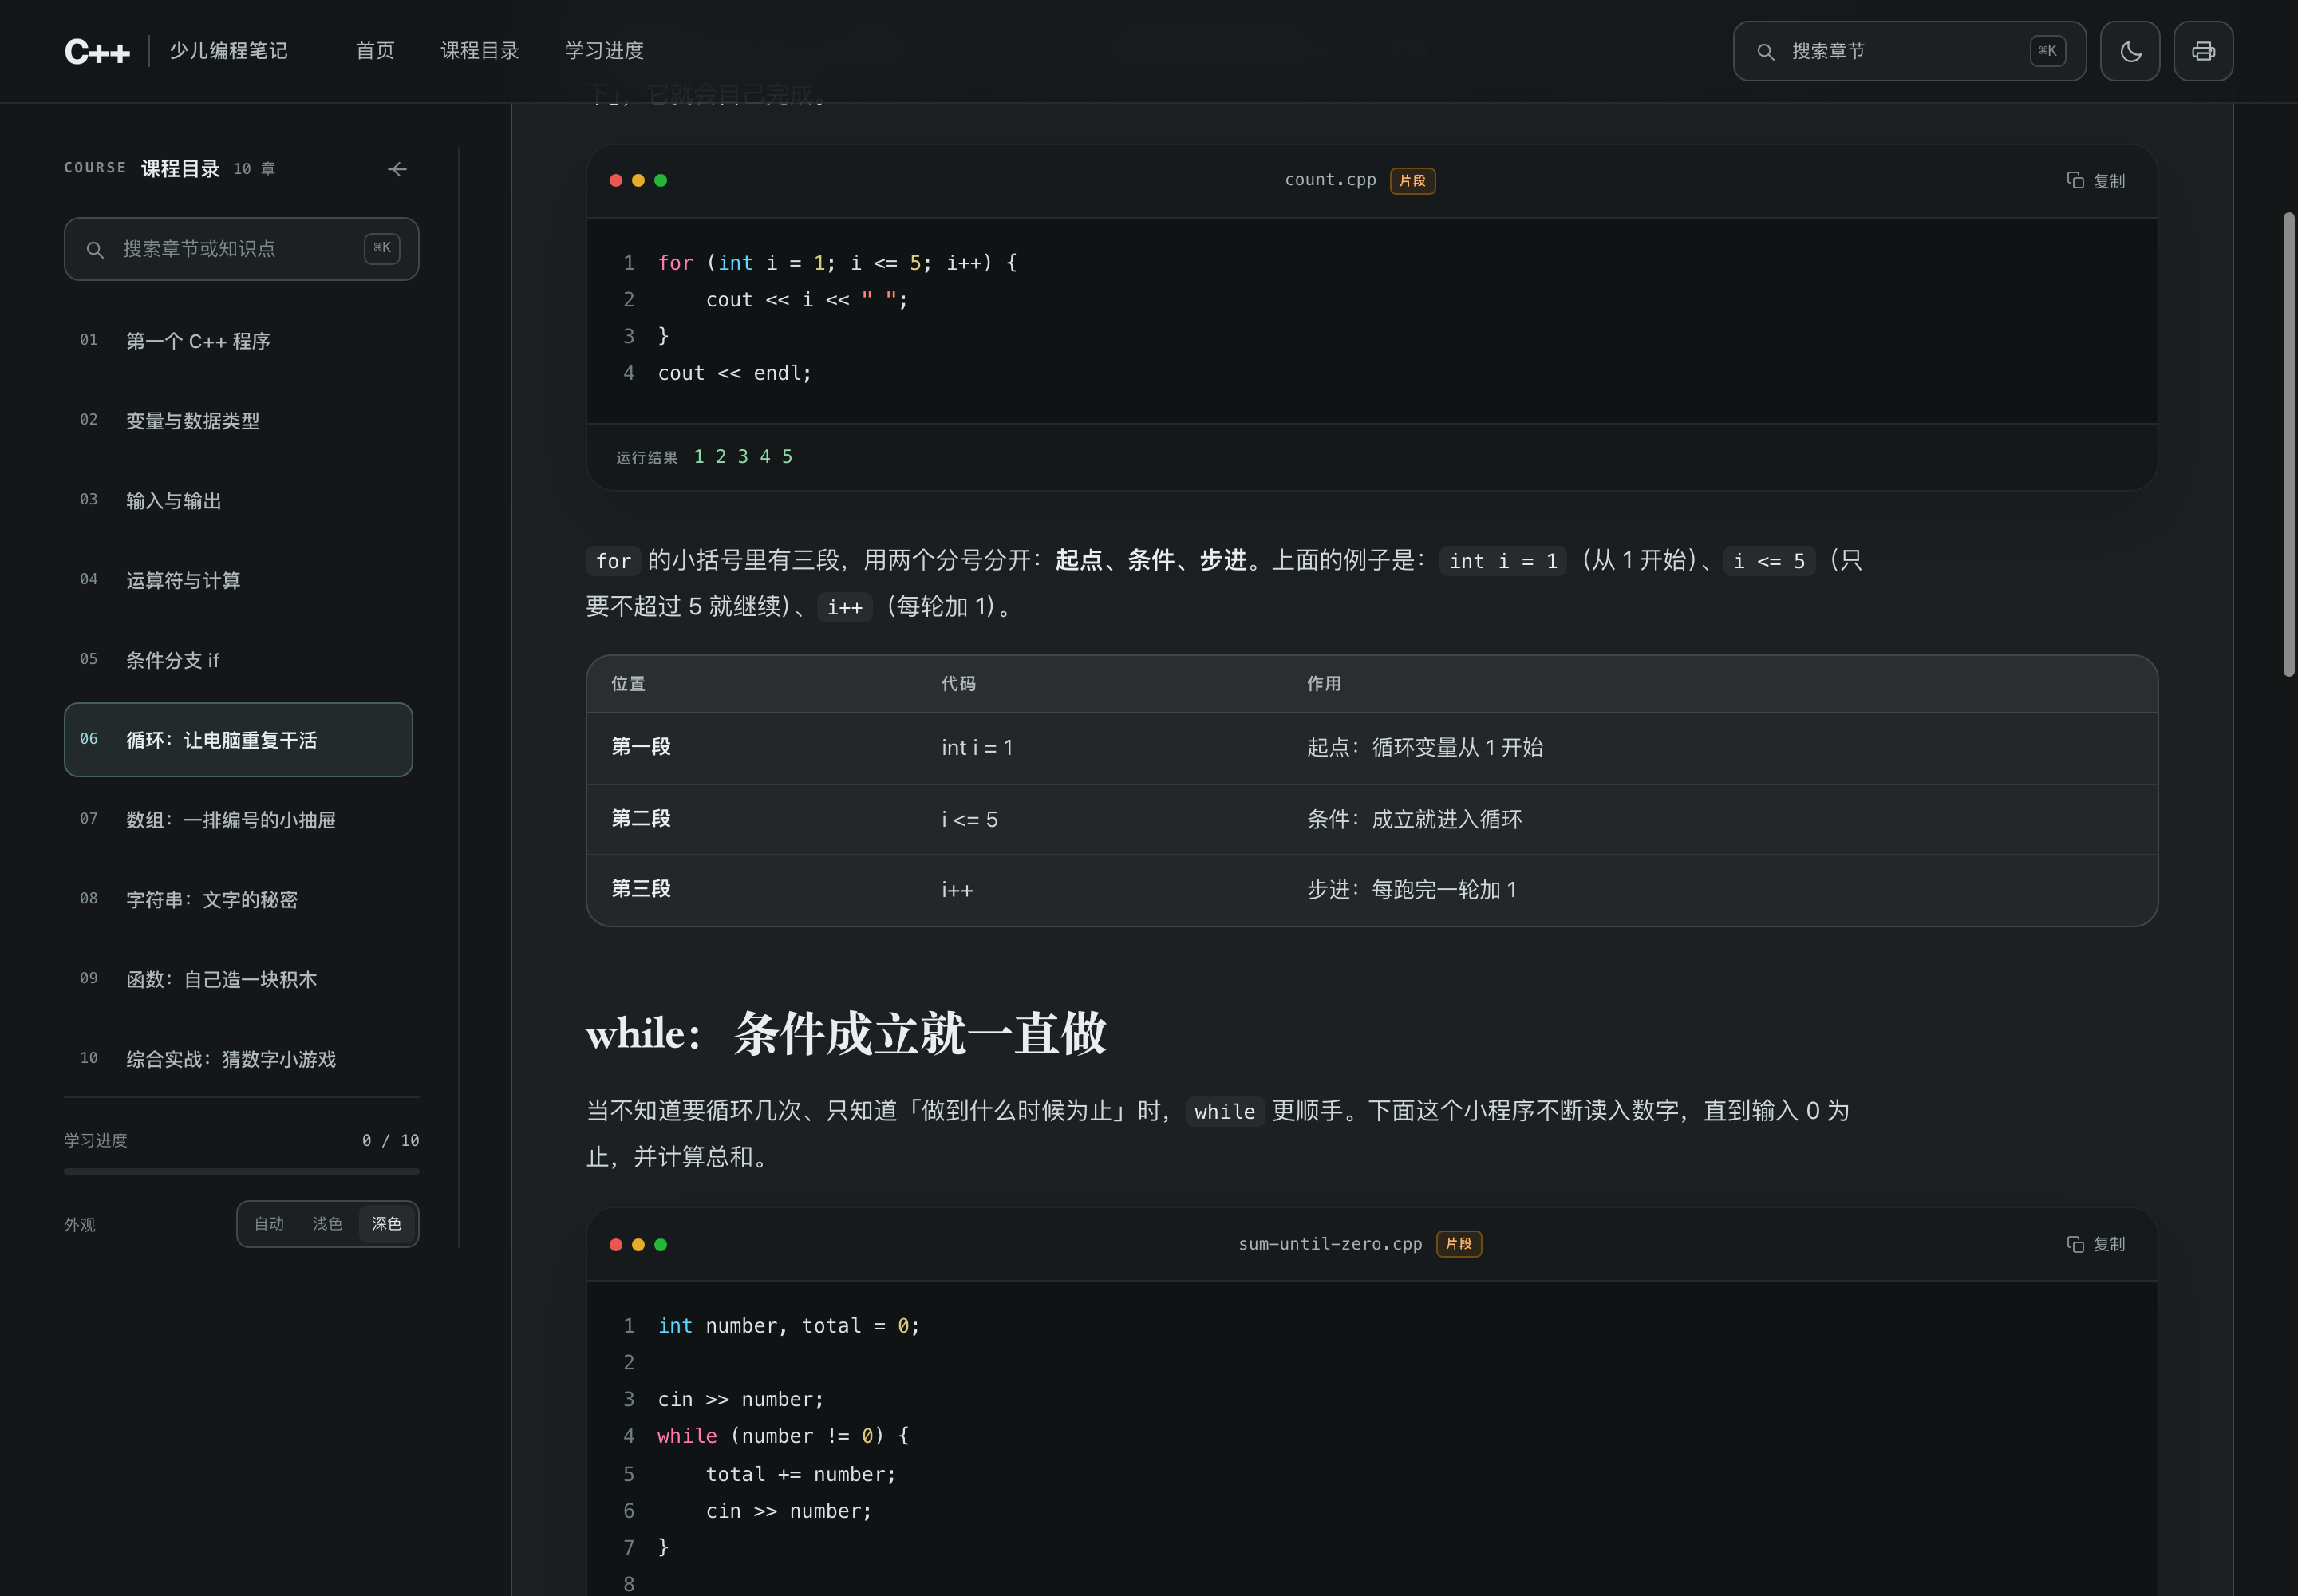 C++ 少儿编程笔记 首页 课程目录 学习进度 搜索章节 ⌘K
下」，它就会自己完成。
COURSE 课程目录 10 章
搜索章节或知识点 ⌘K
01 第一个 C++ 程序
02 变量与数据类型
03 输入与输出
04 运算符与计算
05 条件分支 if
06 循环：让电脑重复干活
07 数组：一排编号的小抽屉
08 字符串：文字的秘密
09 函数：自己造一块积木
10 综合实战：猜数字小游戏
学习进度 0 / 10
外观 自动 浅色 深色
count.cpp 片段 复制
1 for (int i = 1; i <= 5; i++) {
2     cout << i << " ";
3 }
4 cout << endl;
运行结果 1 2 3 4 5
for 的小括号里有三段，用两个分号分开：起点、条件、步进。上面的例子是：int i = 1（从 1 开始）、i <= 5（只
要不超过 5 就继续）、i++（每轮加 1）。
位置 代码 作用
第一段 int i = 1 起点：循环变量从 1 开始
第二段 i <= 5 条件：成立就进入循环
第三段 i++ 步进：每跑完一轮加 1
while：条件成立就一直做
当不知道要循环几次、只知道「做到什么时候为止」时，while 更顺手。下面这个小程序不断读入数字，直到输入 0 为
止，并计算总和。
sum-until-zero.cpp 片段 复制
1 int number, total = 0;
2
3 cin >> number;
4 while (number != 0) {
5     total += number;
6     cin >> number;
7 }
8